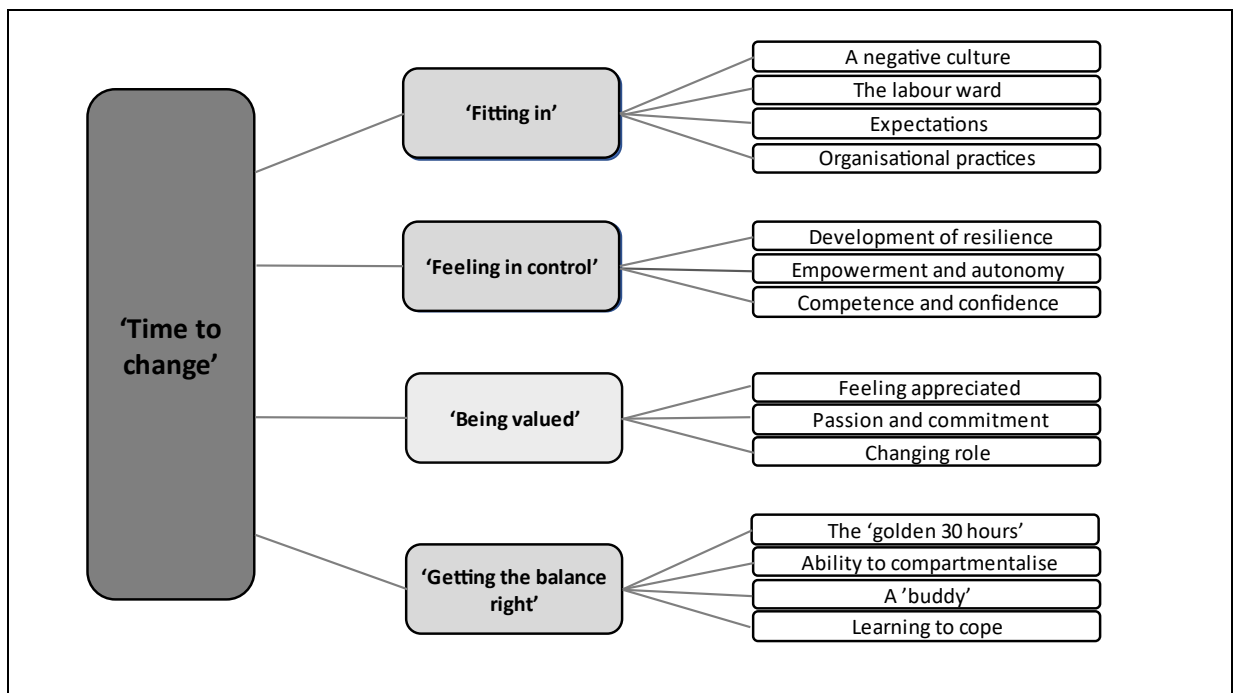 ‘Time to
change’
‘Fitting in’
A negative culture
The labour ward
Expectations
Organisational practices
‘Feeling in control’
Development of resilience
Empowerment and autonomy
Competence and confidence
‘Being valued’
Feeling appreciated
Passion and commitment
Changing role
‘Getting the balance
right’
The ‘golden 30 hours’
Ability to compartmentalise
A ’buddy’
Learning to cope